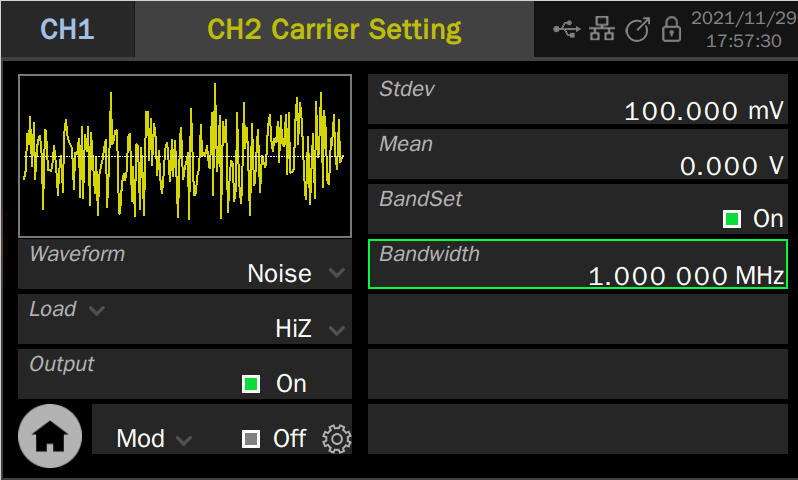 CH1
CH2 Carrier Setting
2021/11/29
17:57:30
Stdev
100.000 mV
Mean
0.000 V
BandSet
On
Waveform
Noise
Bandwidth
1.000 000 MHz
Load
HiZ
Output
On
Mod
Off